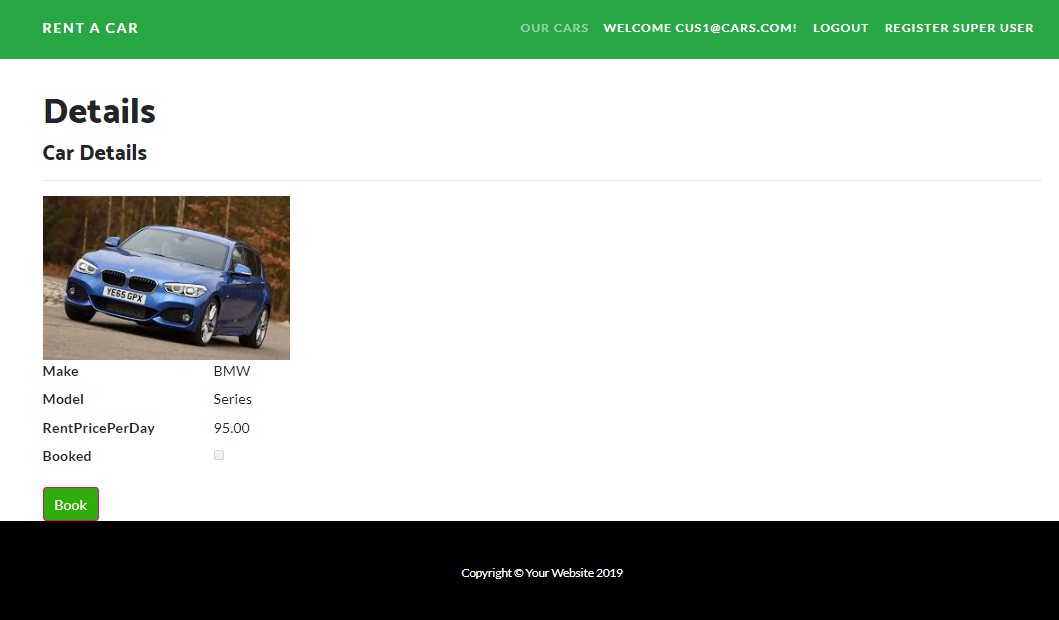 RENT A CAR OUR CARS WELCOME CUS1@CARS.COM! LOGOUT REGISTER SUPER USER
Details
Car Details
YE65 GPX
Make BMW
Model Series
RentPricePerDay 95.00
Booked
Book
Copyright © Your Website 2019